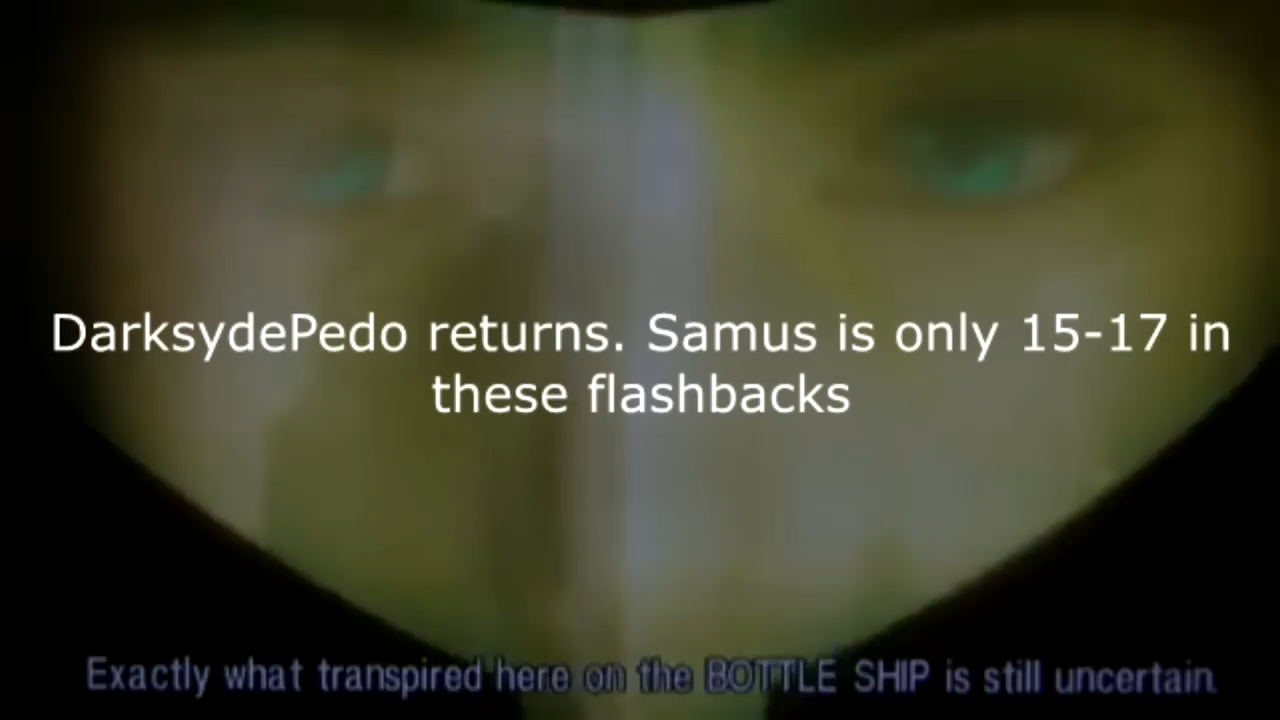 DarksydePedo returns. Samus is only 15-17 in
these flashbacks
Exactly what transpired here on the BOTTLE SHIP is still uncertain.